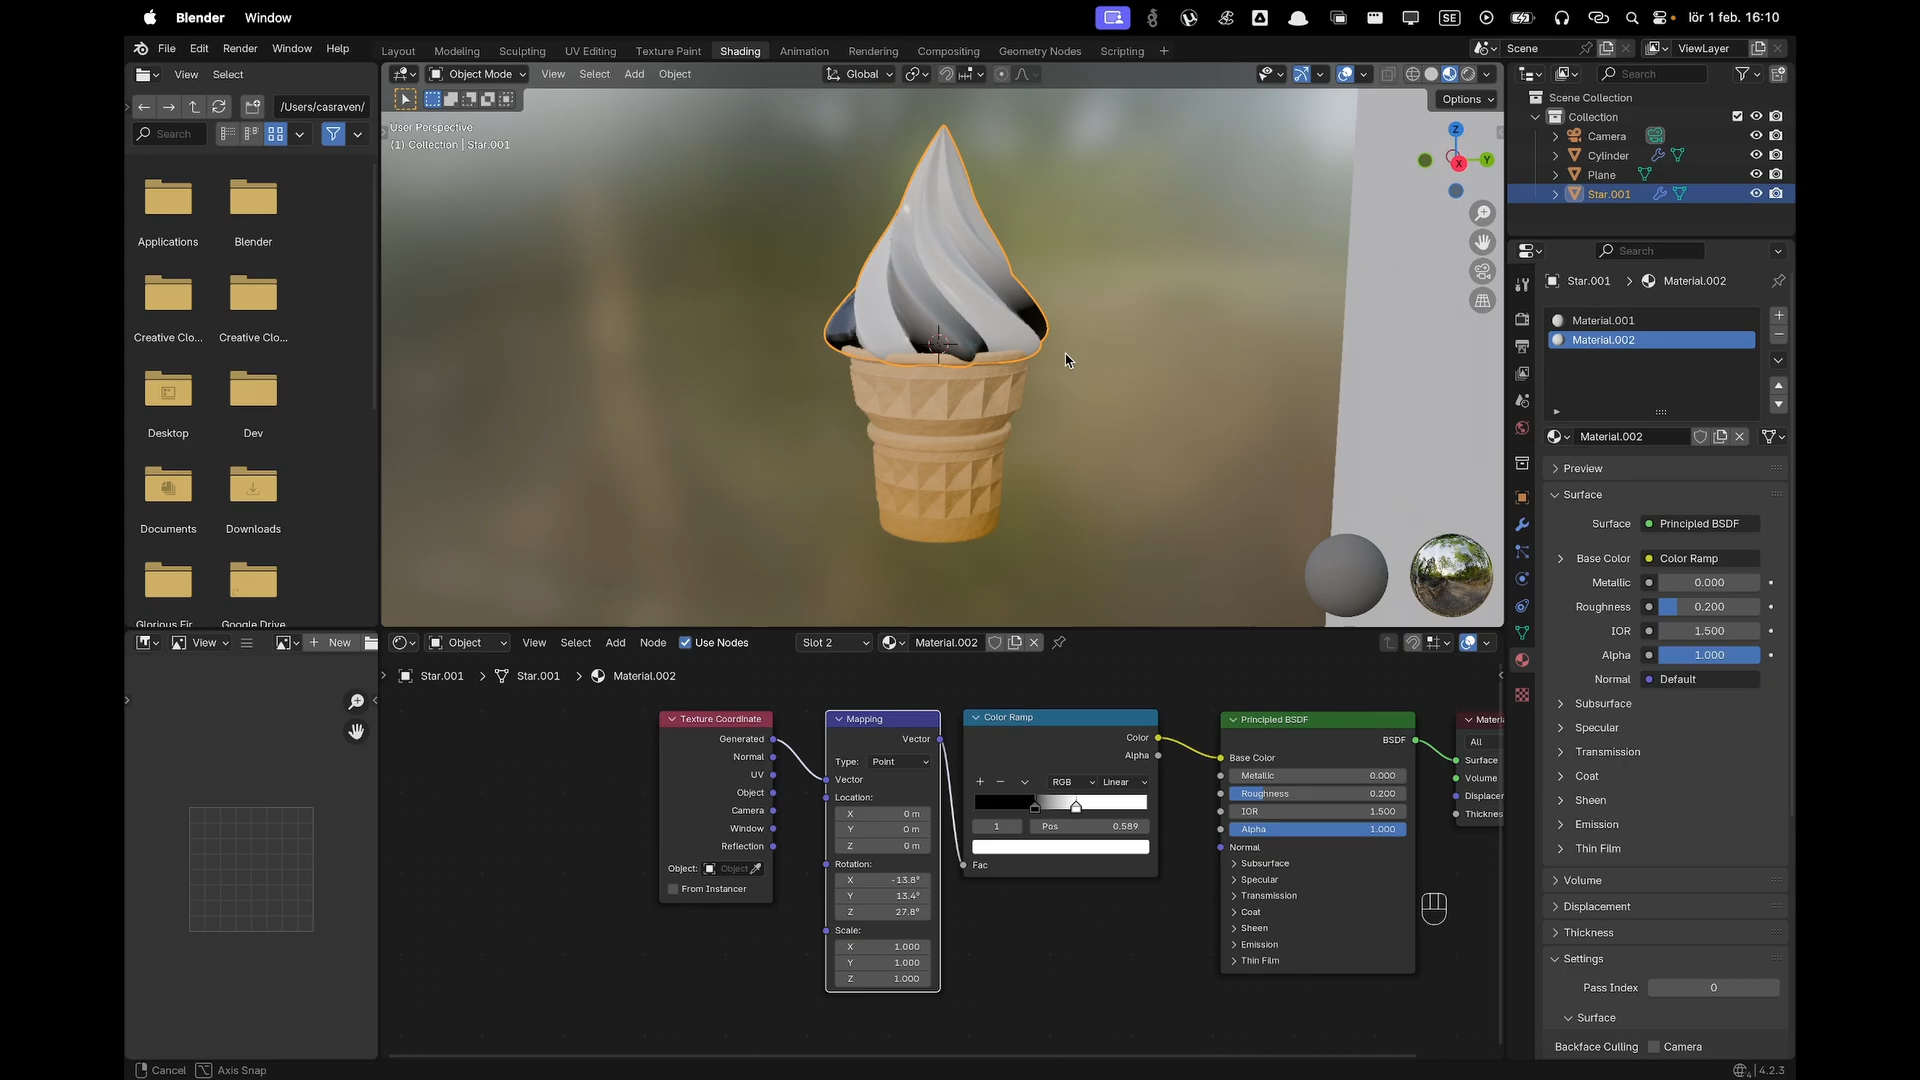 Blender Window SE lör 1 feb. 16:10
File Edit Render Window Help Layout Modeling Sculpting UV Editing Texture Paint Shading Animation Rendering Compositing Geometry Nodes Scripting + Scene ViewLayer
View Select
Object Mode View Select Add Object Global Search
/Users/casraven/
Options
Scene Collection
Search
User Perspective
(1) Collection | Star.001
Collection
Camera
Cylinder
Plane
Star.001
Z
Y
X
Applications
Blender
Creative Clo...
Creative Clo...
Desktop
Dev
Documents
Downloads
Glorious Fir
Google Drive
Search
Star.001 > Material.002
Material.001
Material.002
Material.002
Preview
Surface
Surface Principled BSDF
Base Color Color Ramp
Metallic 0.000
Roughness 0.200
IOR 1.500
Alpha 1.000
Normal Default
Subsurface
Specular
Transmission
Coat
Sheen
Emission
Thin Film
Volume
Displacement
Thickness
Settings
Pass Index 0
Surface
Backface Culling Camera
View + New
Object View Select Add Node Use Nodes Slot 2 Material.002
Star.001 > Star.001 > Material.002
Texture Coordinate
Generated
Normal
UV
Object
Camera
Window
Reflection
Object: Object
From Instancer
Mapping
Vector
Type: Point
Vector
Location:
X 0 m
Y 0 m
Z 0 m
Rotation:
X -13.8°
Y 13.4°
Z 27.8°
Scale:
X 1.000
Y 1.000
Z 1.000
Color Ramp
Color
Alpha
RGB Linear
1 Pos 0.589
Fac
Principled BSDF
BSDF
Base Color
Metallic 0.000
Roughness 0.200
IOR 1.500
Alpha 1.000
Normal
Subsurface
Specular
Transmission
Coat
Sheen
Emission
Thin Film
Materi
All
Surface
Volume
Displacer
Thicknes
Cancel Axis Snap 4.2.3